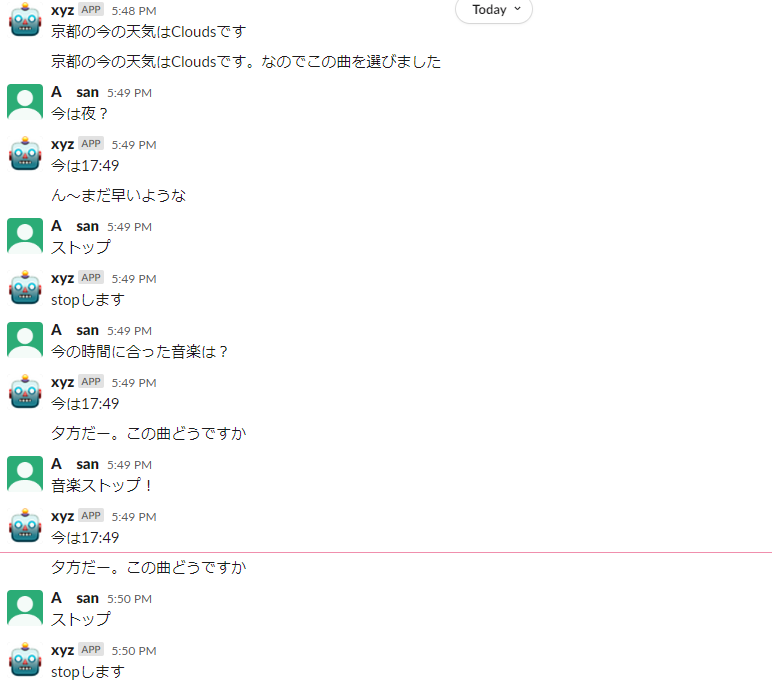 Today
xyz APP 5:48 PM
京都の今の天気はCloudsです
京都の今の天気はCloudsです。なのでこの曲を選びました
A san 5:49 PM
今は夜？
xyz APP 5:49 PM
今は17:49
ん〜まだ早いような
A san 5:49 PM
ストップ
xyz APP 5:49 PM
stopします
A san 5:49 PM
今の時間に合った音楽は？
xyz APP 5:49 PM
今は17:49
夕方だー。この曲どうですか
A san 5:49 PM
音楽ストップ！
xyz APP 5:49 PM
今は17:49
夕方だー。この曲どうですか
A san 5:50 PM
ストップ
xyz APP 5:50 PM
stopします